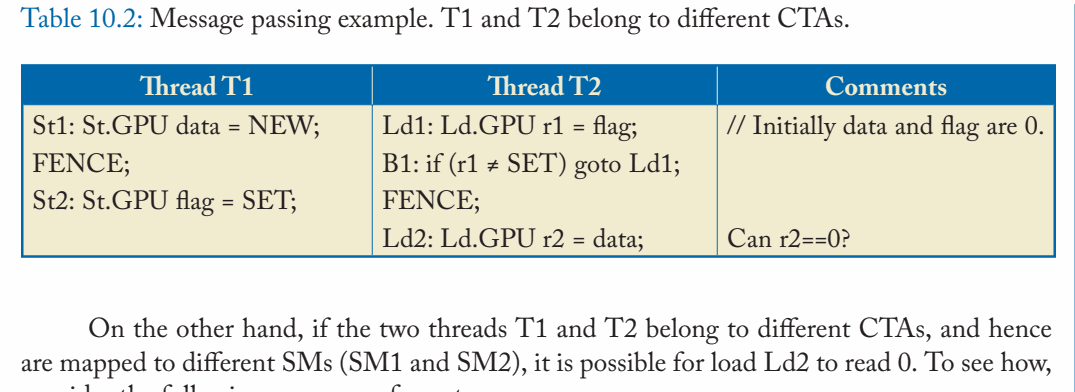 Table 10.2: Message passing example. T1 and T2 belong to different CTAs.
Thread T1 Thread T2 Comments
St1: St.GPU data = NEW; Ld1: Ld.GPU r1 = flag; // Initially data and flag are 0.
FENCE; B1: if (r1 ≠ SET) goto Ld1;
St2: St.GPU flag = SET; FENCE;
Ld2: Ld.GPU r2 = data; Can r2==0?
On the other hand, if the two threads T1 and T2 belong to different CTAs, and hence
are mapped to different SMs (SM1 and SM2), it is possible for load Ld2 to read 0. To see how,